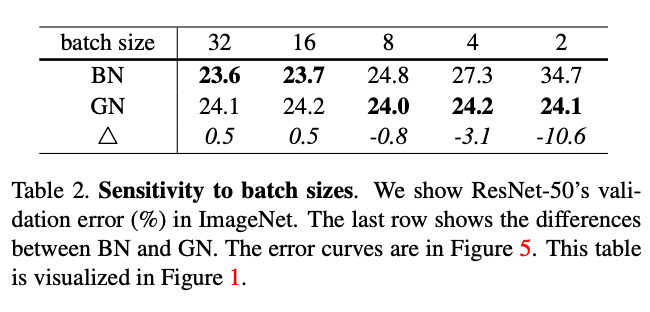 batch size 32 16 8 4 2
BN 23.6 23.7 24.8 27.3 34.7
GN 24.1 24.2 24.0 24.2 24.1
△ 0.5 0.5 -0.8 -3.1 -10.6
Table 2. Sensitivity to batch sizes. We show ResNet-50's vali-
dation error (%) in ImageNet. The last row shows the differences
between BN and GN. The error curves are in Figure 5. This table
is visualized in Figure 1.